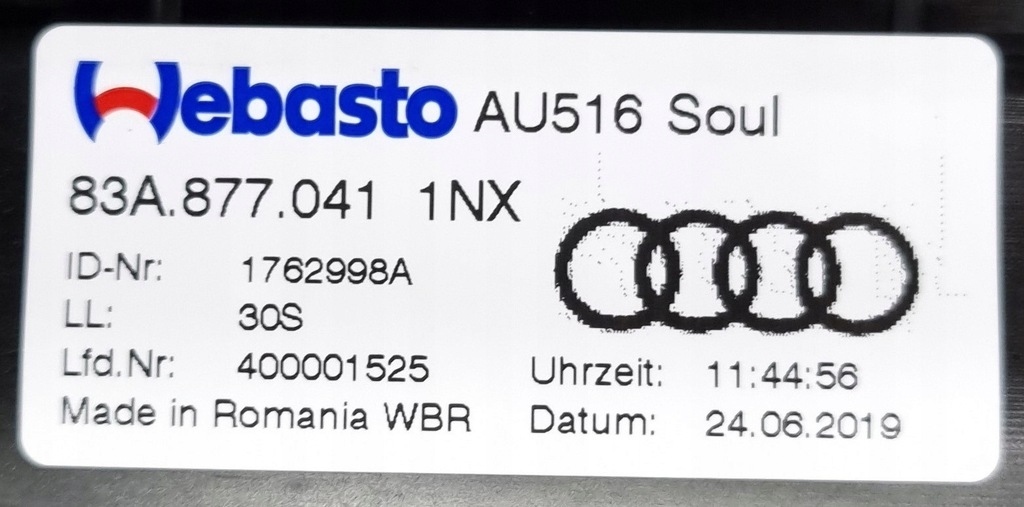 Webasto AU516 Soul
83A.877.041 1NX
ID-Nr: 1762998A
LL: 30S
Lfd.Nr: 400001525
Uhrzeit: 11:44:56
Made in Romania WBR
Datum: 24.06.2019